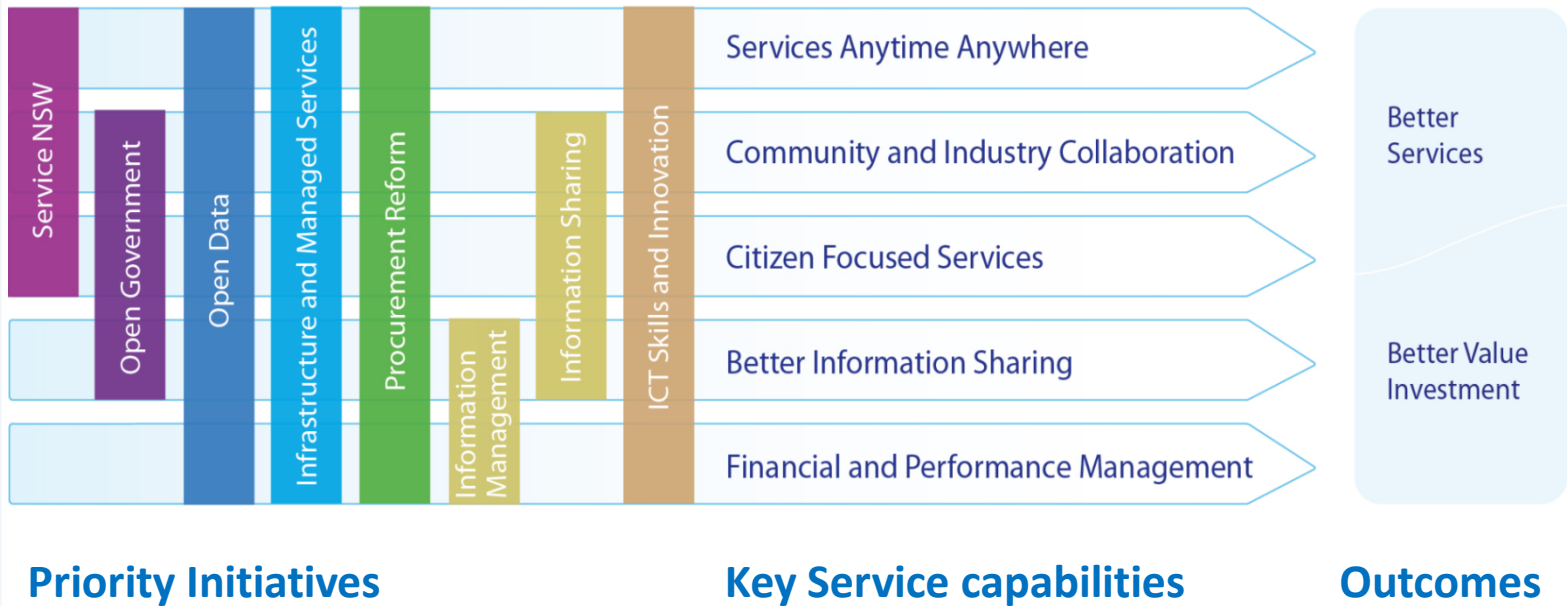 Service NSW
Open Government
Open Data
Infrastructure and Managed Services
Procurement Reform
Information
Management
Information Sharing
ICT Skills and Innovation
Services Anytime Anywhere
Community and Industry Collaboration
Citizen Focused Services
Better Information Sharing
Financial and Performance Management
Better
Services
Better Value
Investment
Priority Initiatives
Key Service capabilities
Outcomes